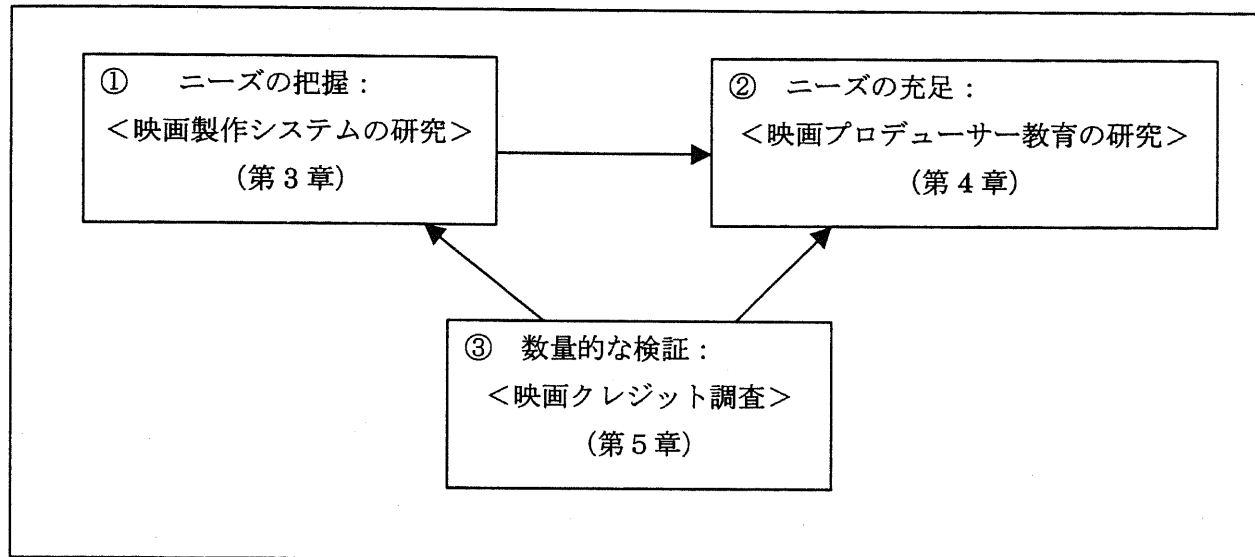 ① ニーズの把握：
＜映画製作システムの研究＞
（第3章）
② ニーズの充足：
＜映画プロデューサー教育の研究＞
（第4章）
③ 数量的な検証：
＜映画クレジット調査＞
（第5章）